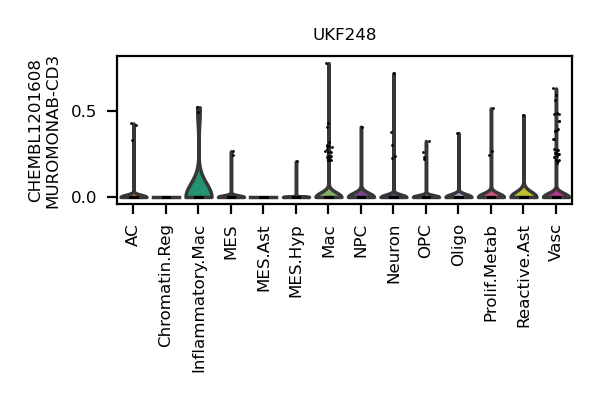 UKF248
CHEMBL1201608
MUROMONAB-CD3
0.5
0.0
AC
Chromatin.Reg
Inflammatory.Mac
MES
MES.Ast
MES.Hyp
Mac
NPC
Neuron
OPC
Oligo
Prolif.Metab
Reactive.Ast
Vasc